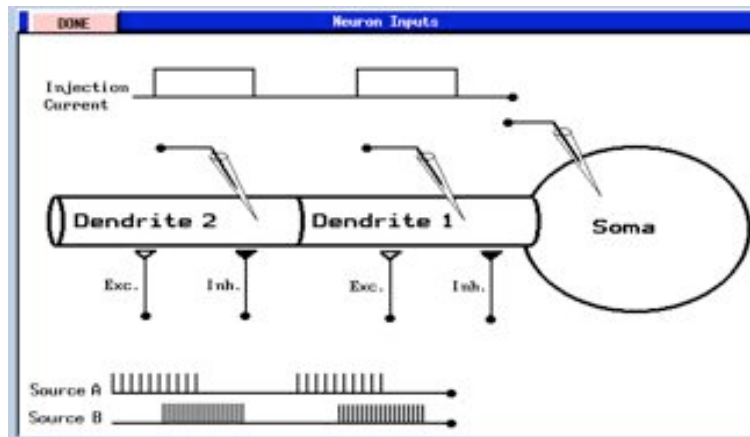 DONE
Neuron Inputs
Injection
Current
Dendrite 2
Dendrite 1
Soma
Exc.
Inh.
Exc.
Inh.
Source A
Source B